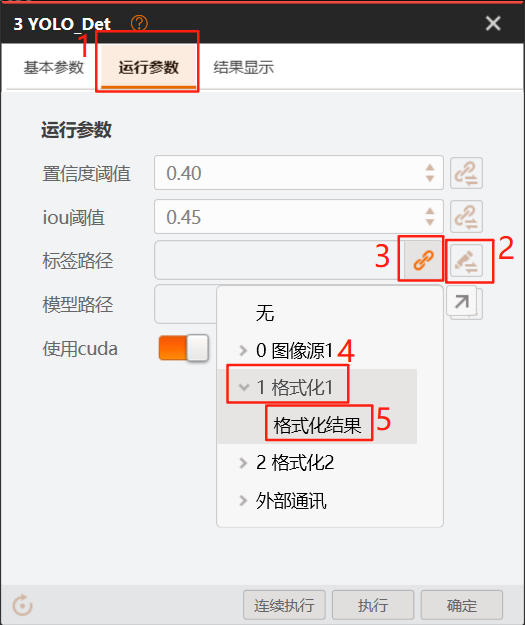 3 YOLO_Det
1
基本参数 运行参数 结果显示
运行参数
置信度阈值 0.40
iou阈值 0.45
标签路径 3 2
模型路径
无
使用cuda
0 图像源1 4
1 格式化1
格式化结果 5
2 格式化2
外部通讯
连续执行 执行 确定